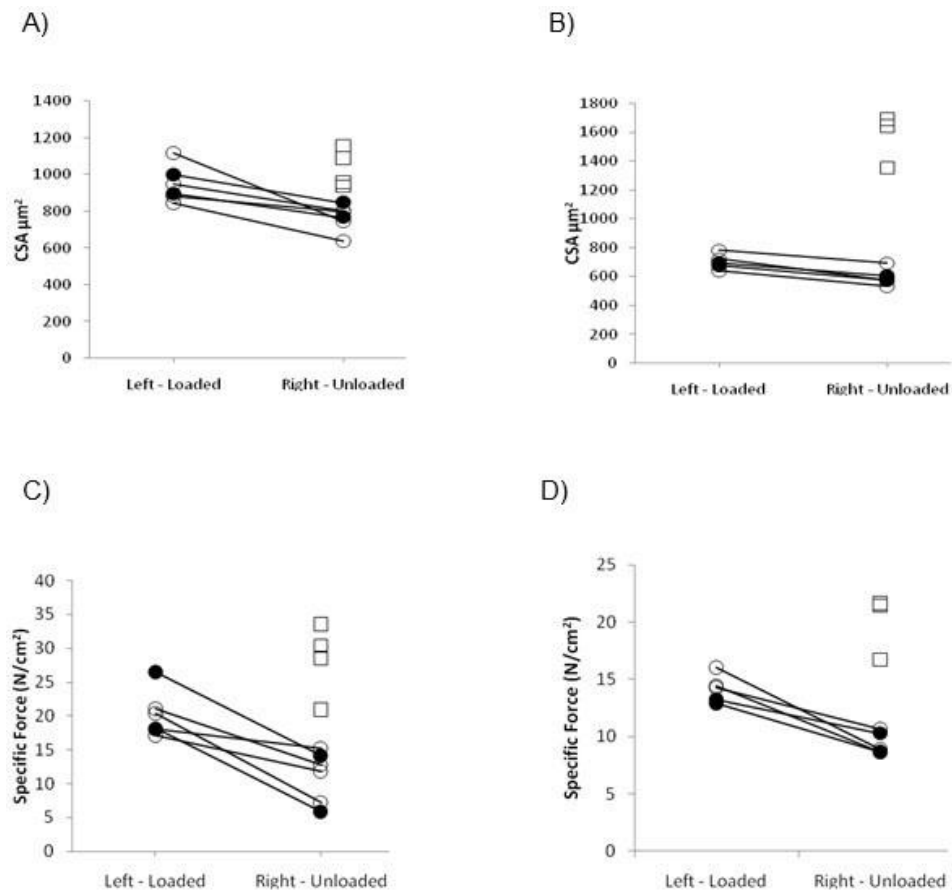 A)
CSA µm²
1400
1200
1000
800
600
400
200
0
Left - Loaded
Right - Unloaded
B)
CSA µm²
1800
1600
1400
1200
1000
800
600
400
200
0
Left - Loaded
Right - Unloaded
C)
Specific Force (N/cm²)
40
35
30
25
20
15
10
5
0
Left - Loaded
Right - Unloaded
D)
Specific Force (N/cm²)
25
20
15
10
5
0
Left - Loaded
Right - Unloaded